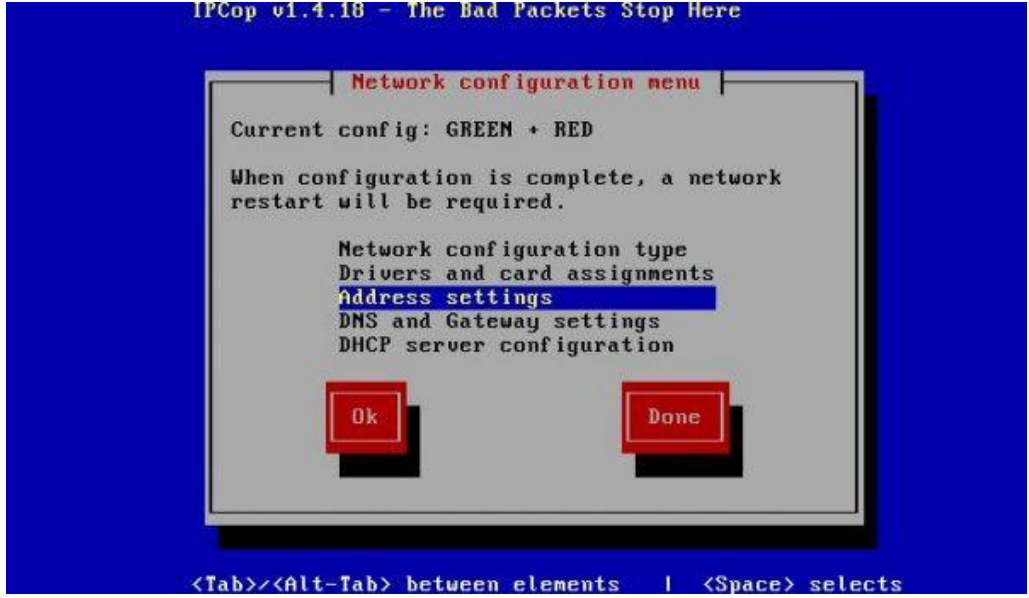 IPCop v1.4.18 - The Bad Packets Stop Here
Network configuration menu
Current config: GREEN + RED
When configuration is complete, a network
restart will be required.
Network configuration type
Drivers and card assignments
Address settings
DNS and Gateway settings
DHCP server configuration
Ok Done
<Tab>/<Alt-Tab> between elements | <Space> selects